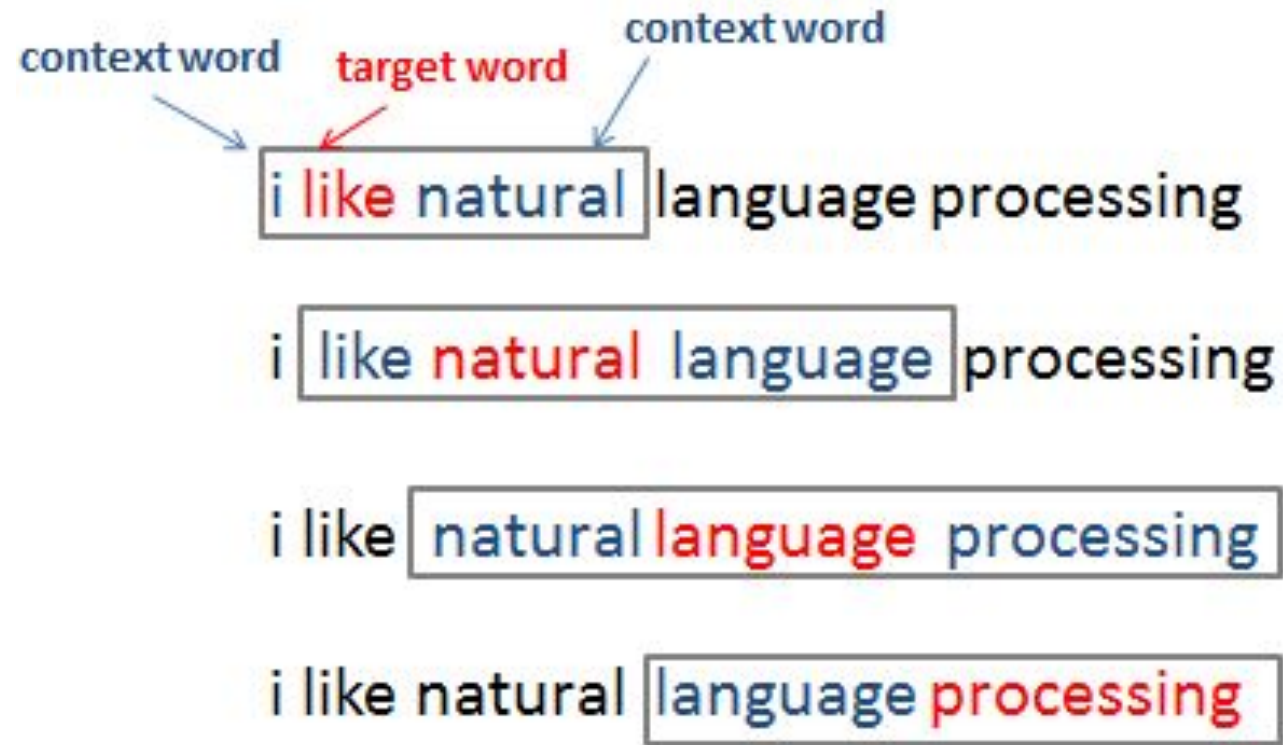 context word
target word
context word
i like natural language processing
i like natural language processing
i like natural language processing
i like natural language processing